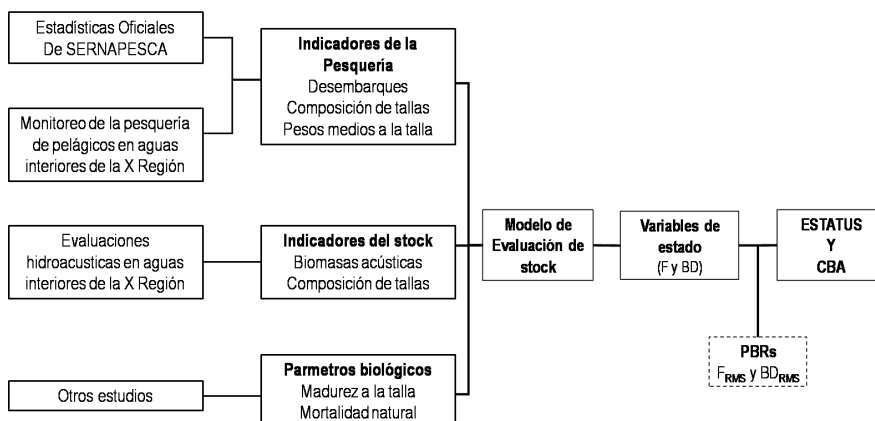 Estadísticas Oficiales
De SERNAPESCA
Monitoreo de la pesquería
de pelágicos en aguas
interiores de la X Región
Evaluaciones
hidroacusticas en aguas
interiores de la X Región
Otros estudios
Indicadores de la
Pesquería
Desembarques
Composición de tallas
Pesos medios a la talla
Indicadores del stock
Biomasas acústicas
Composición de tallas
Parmetros biológicos
Madurez a la talla
Mortalidad natural
Modelo de
Evaluación de
stock
Variables de
estado
(F y BD)
ESTATUS
Y
CBA
PBRs
FRMS y BDRMS